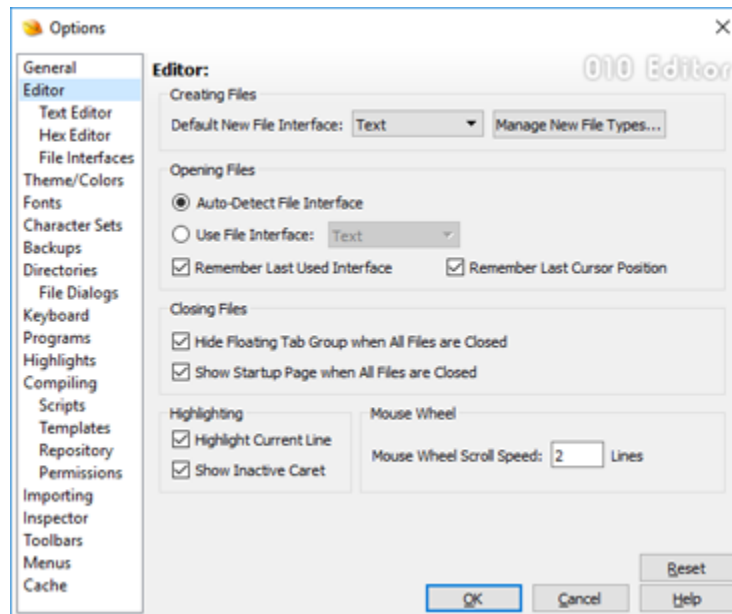 Options
General
Editor
Text Editor
Hex Editor
File Interfaces
Theme/Colors
Fonts
Character Sets
Backups
Directories
File Dialogs
Keyboard
Programs
Highlights
Compiling
Scripts
Templates
Repository
Permissions
Importing
Inspector
Toolbars
Menus
Cache
Editor:
010 Editor
Creating Files
Default New File Interface: Text Manage New File Types...
Opening Files
Auto-Detect File Interface
Use File Interface: Text
Remember Last Used Interface Remember Last Cursor Position
Closing Files
Hide Floating Tab Group when All Files are Closed
Show Startup Page when All Files are Closed
Highlighting
Highlight Current Line
Show Inactive Caret
Mouse Wheel
Mouse Wheel Scroll Speed: 2 Lines
Reset
OK Cancel Help